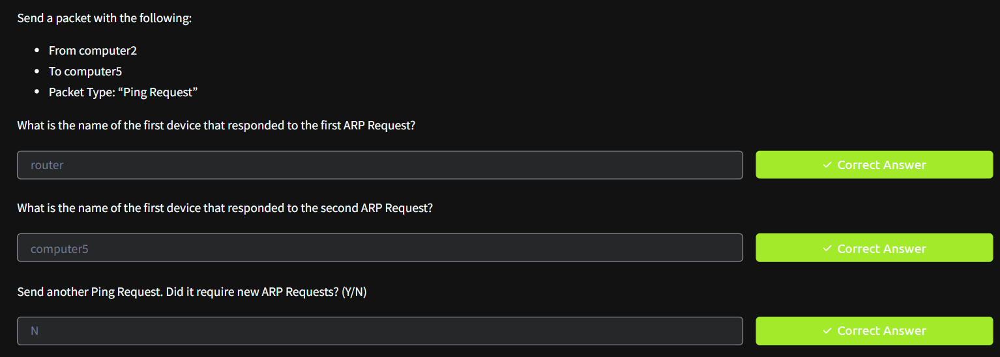 Send a packet with the following:
• From computer2
• To computer5
• Packet Type: “Ping Request”
What is the name of the first device that responded to the first ARP Request?
router
✓ Correct Answer
What is the name of the first device that responded to the second ARP Request?
computer5
✓ Correct Answer
Send another Ping Request. Did it require new ARP Requests? (Y/N)
N
✓ Correct Answer